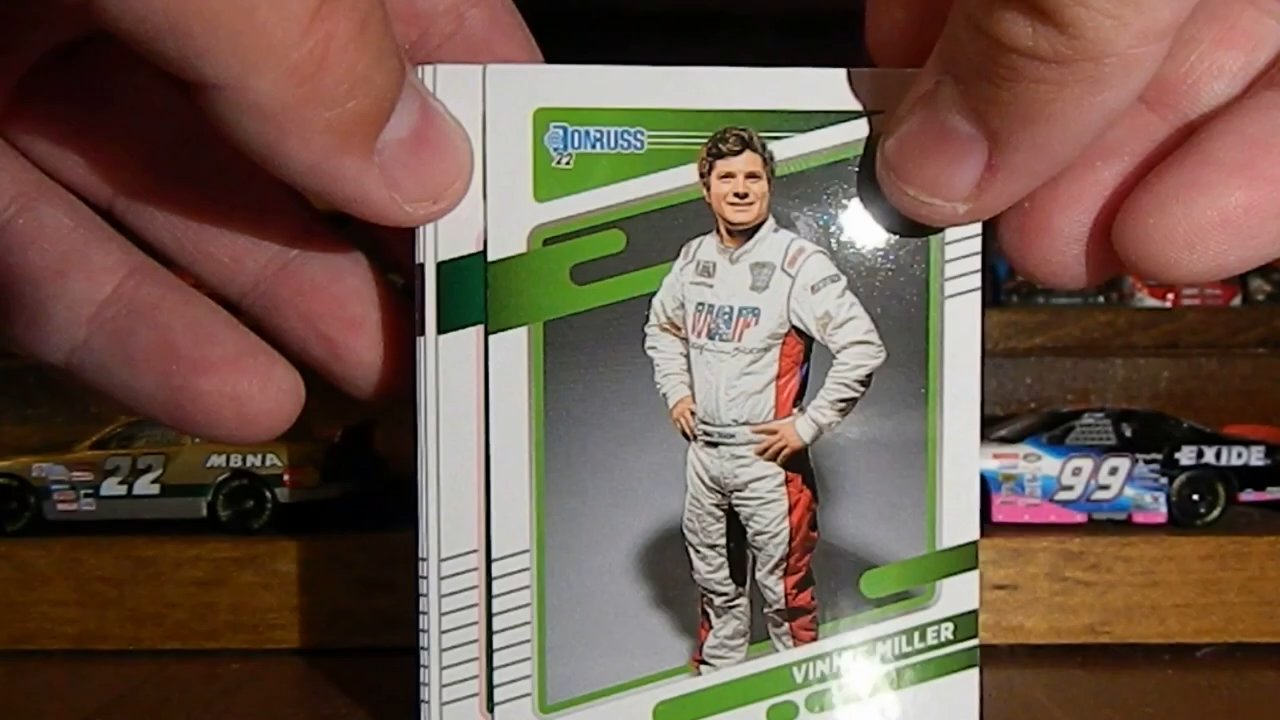 DONRUSS
22
VINNIE MILLER
22
MBNA
99
EXIDE